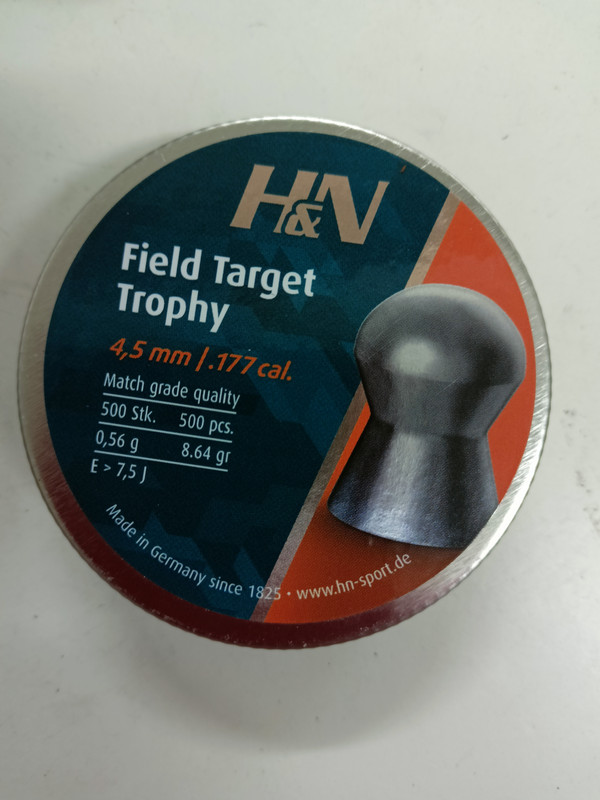 H&N
Field Target
Trophy
4,5 mm / .177 cal.
Match grade quality
500 Stk. 500 pcs.
0,56 g 8.64 gr
E > 7,5 J
Made in Germany since 1825 • www.hn-sport.de